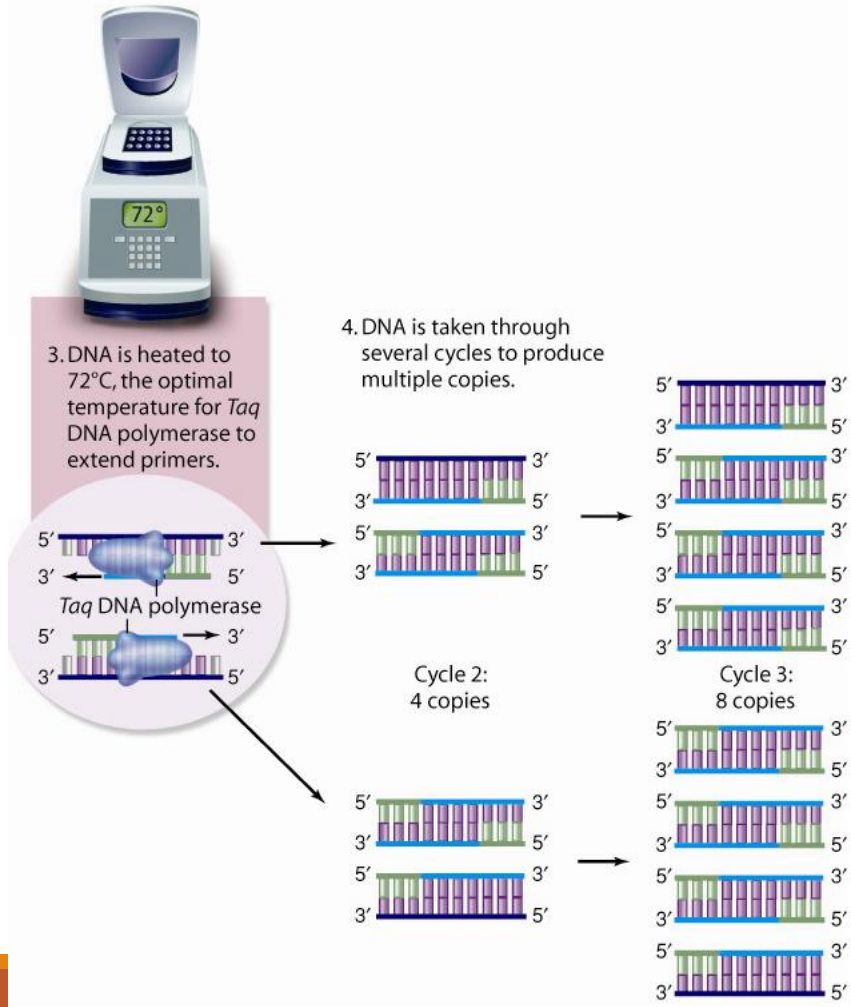 72°
3. DNA is heated to
72°C, the optimal
temperature for Taq
DNA polymerase to
extend primers.
5′ 3′
3′ 5′
Taq DNA polymerase
5′ 3′
3′ 5′
4. DNA is taken through
several cycles to produce
multiple copies.
5′ 3′
3′ 5′
5′ 3′
3′ 5′
Cycle 2:
4 copies
5′ 3′
3′ 5′
5′ 3′
3′ 5′
5′ 3′
3′ 5′
5′ 3′
3′ 5′
5′ 3′
3′ 5′
5′ 3′
3′ 5′
Cycle 3:
8 copies
5′ 3′
3′ 5′
5′ 3′
3′ 5′
5′ 3′
3′ 5′
5′ 3′
3′ 5′